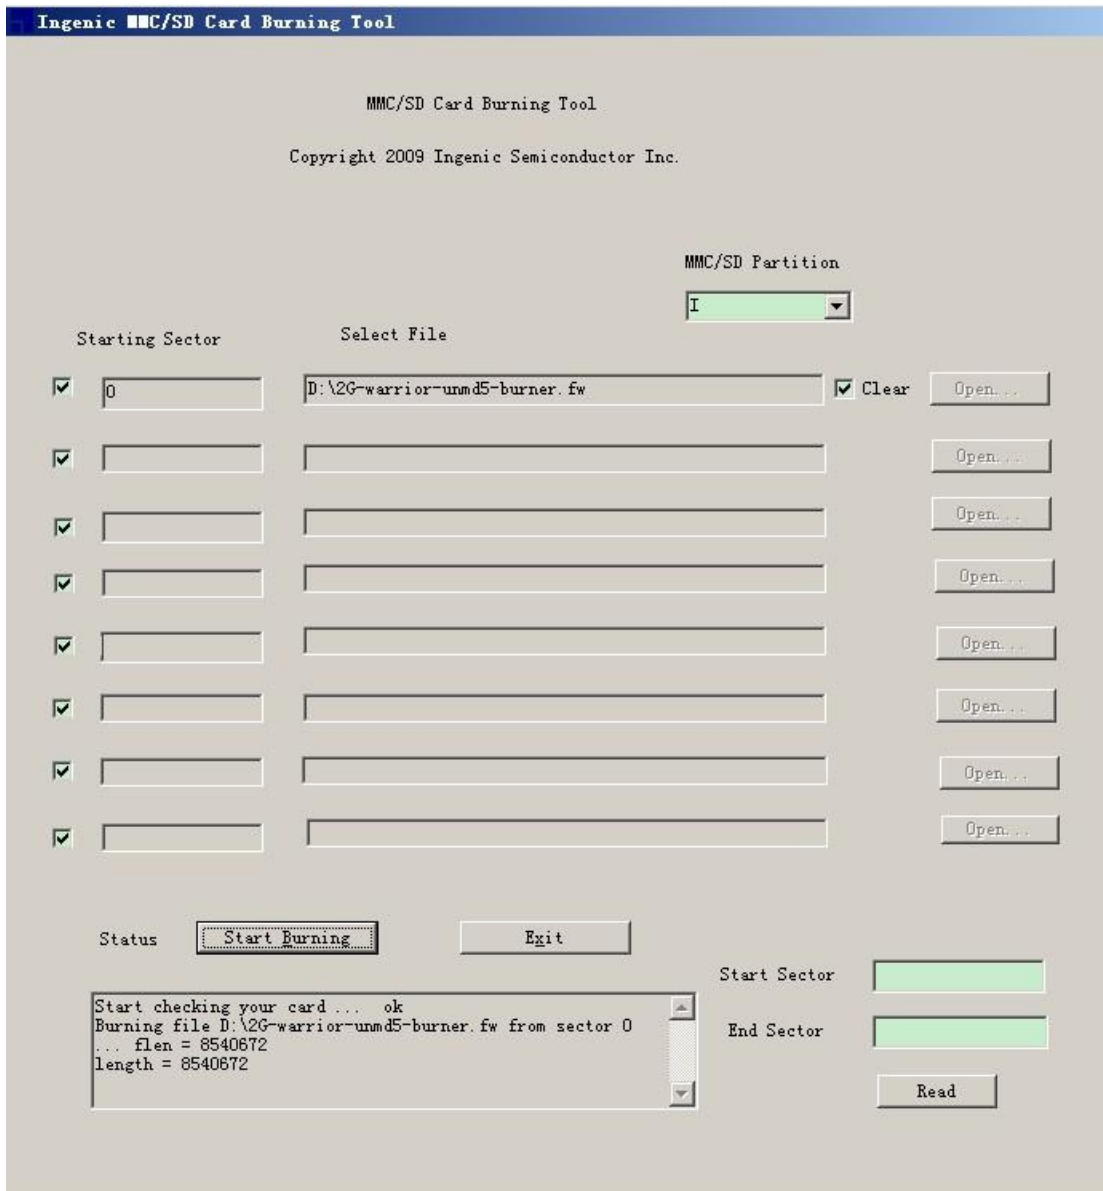 Ingenic MMC/SD Card Burning Tool
MMC/SD Card Burning Tool
Copyright 2009 Ingenic Semiconductor Inc.
MMC/SD Partition
I
Starting Sector
Select File
0
D:\2G-warrior-unmd5-burner.fw
Clear
Open...
Open...
Open...
Open...
Open...
Open...
Open...
Open...
Status
Start Burning
Exit
Start Sector
Start checking your card ... ok
Burning file D:\2G-warrior-unmd5-burner.fw from sector 0
... flen = 8540672
length = 8540672
End Sector
Read